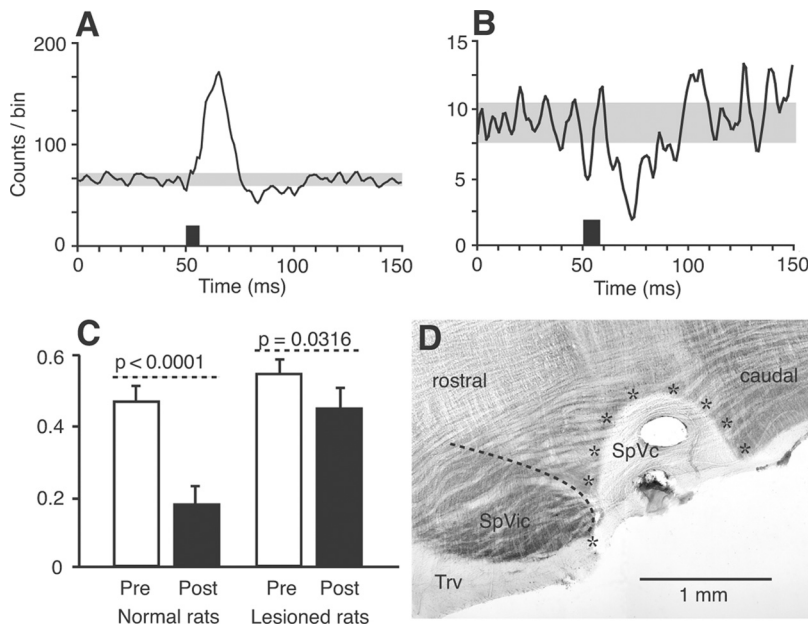 A
200
100
0
Counts / bin
0
50
100
150
Time (ms)
B
15
10
5
0
0
50
100
150
Time (ms)
C
0.6
0.4
0.2
0
p < 0.0001
p = 0.0316
Pre Post Pre Post
Normal rats Lesioned rats
D
rostral
caudal
* * * * * * * * *
SpVc
SpVic
Trv
1 mm